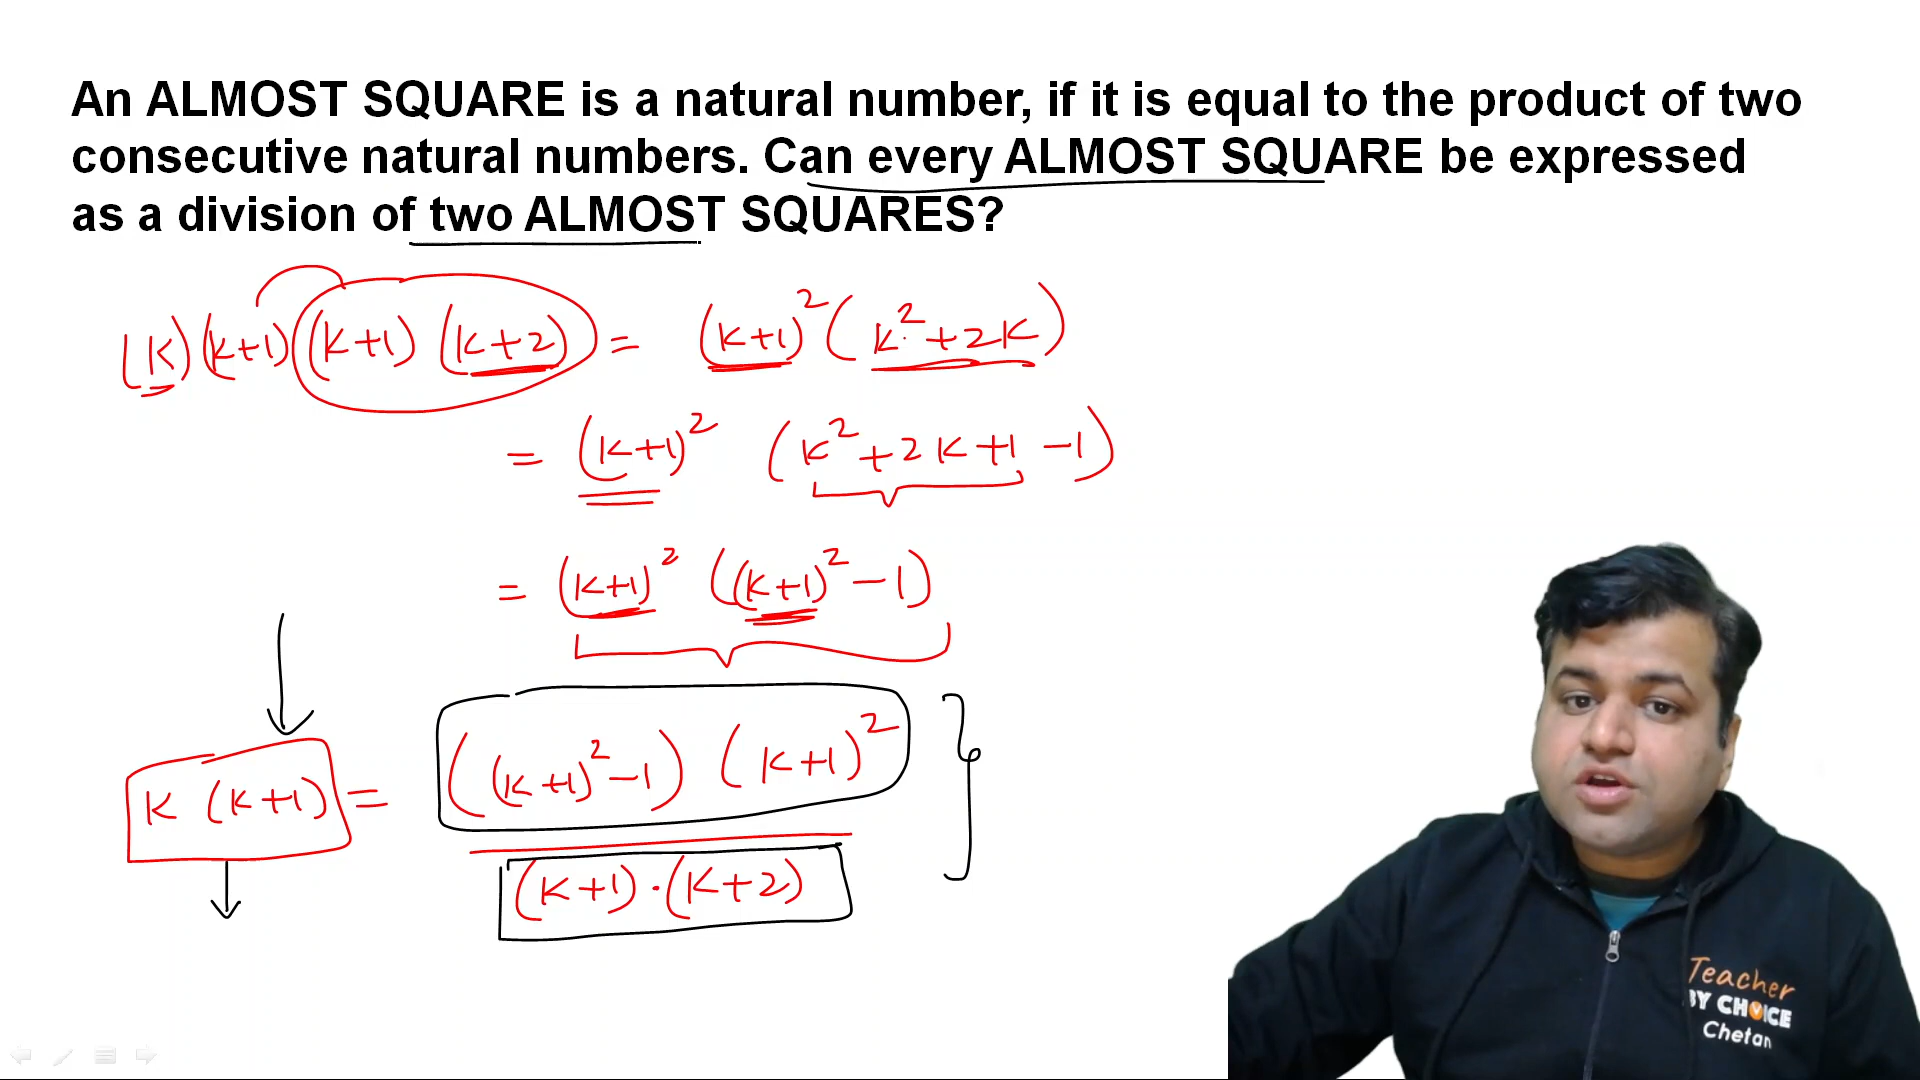 An ALMOST SQUARE is a natural number, if it is equal to the product of two
consecutive natural numbers. Can every ALMOST SQUARE be expressed
as a division of two ALMOST SQUARES?
(K)(K+1)(K+1)(K+2) = (K+1)²(K²+2K)
= (K+1)² (K²+2K+1-1)
= (K+1)² ((K+1)²-1)
K (K+1) = ((K+1)²-1) (K+1)²
(K+1)·(K+2)
Teacher
BY CHOICE
Chetan